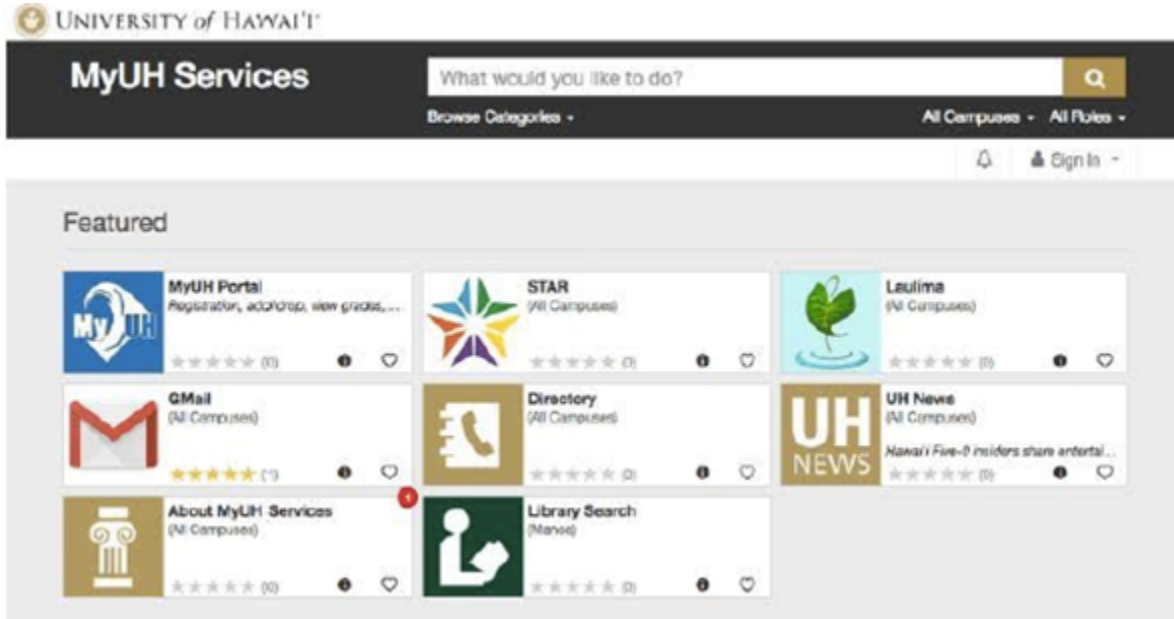 UNIVERSITY of HAWAI'I
MyUH Services
What would you like to do?
Browse Categories
All Campuses
All Roles
Sign In
Featured
MyUH Portal
Registration, add/drop, view grades, ...
(0)
My UH
STAR
(All Campuses)
(0)
Laulima
(All Campuses)
(0)
GMail
(All Campuses)
(1)
Directory
(All Campuses)
(0)
UH News
(All Campuses)
Hawai'i Five-0 insiders share entertai...
(0)
UH
NEWS
About MyUH Services
(All Campuses)
(0)
1
Library Search
(Manoa)
(0)